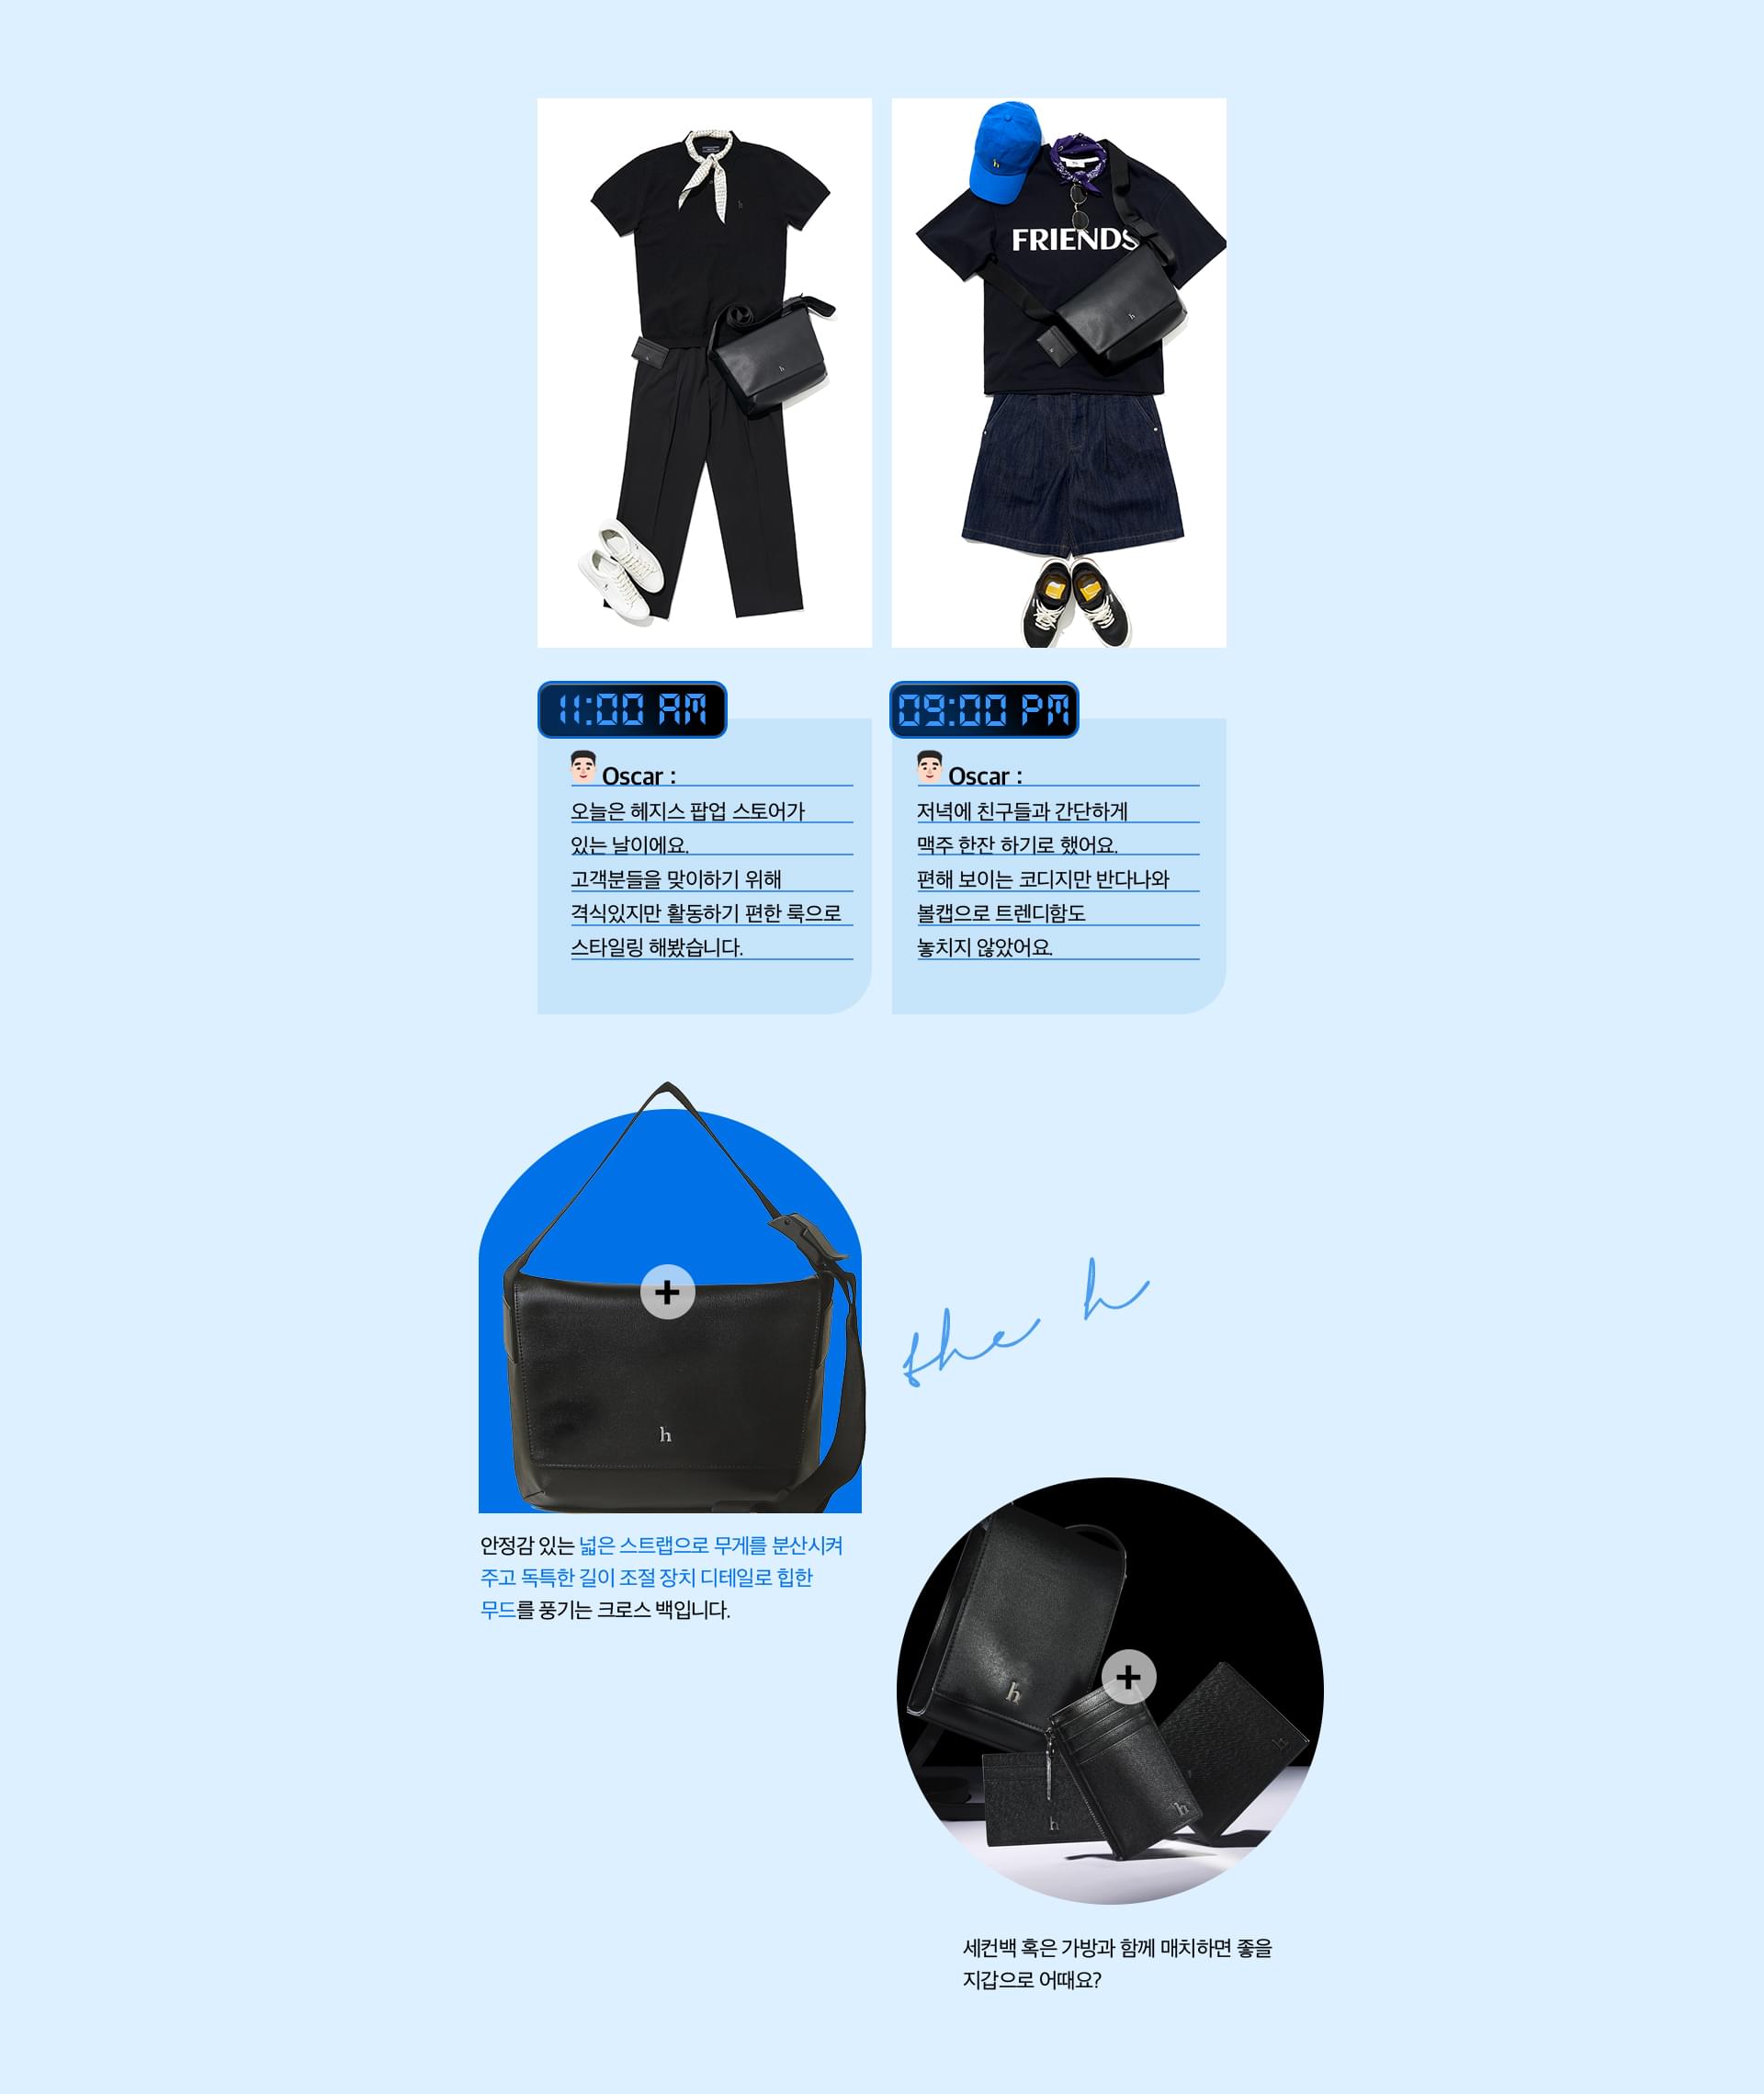 FRIENDS
h
h
h
h
h
11:00 AM
Oscar :
오늘은 헤지스 팝업 스토어가
있는 날이에요.
고객분들을 맞이하기 위해
격식있지만 활동하기 편한 룩으로
스타일링 해봤습니다.
09:00 PM
Oscar :
저녁에 친구들과 간단하게
맥주 한잔 하기로 했어요.
편해 보이는 코디지만 반다나와
볼캡으로 트렌디함도
놓치지 않았어요.
h
the h
안정감 있는 넓은 스트랩으로 무게를 분산시켜
주고 독특한 길이 조절 장치 디테일로 힙한
무드를 풍기는 크로스 백입니다.
h
h
h
h
세컨백 혹은 가방과 함께 매치하면 좋을
지갑으로 어때요?